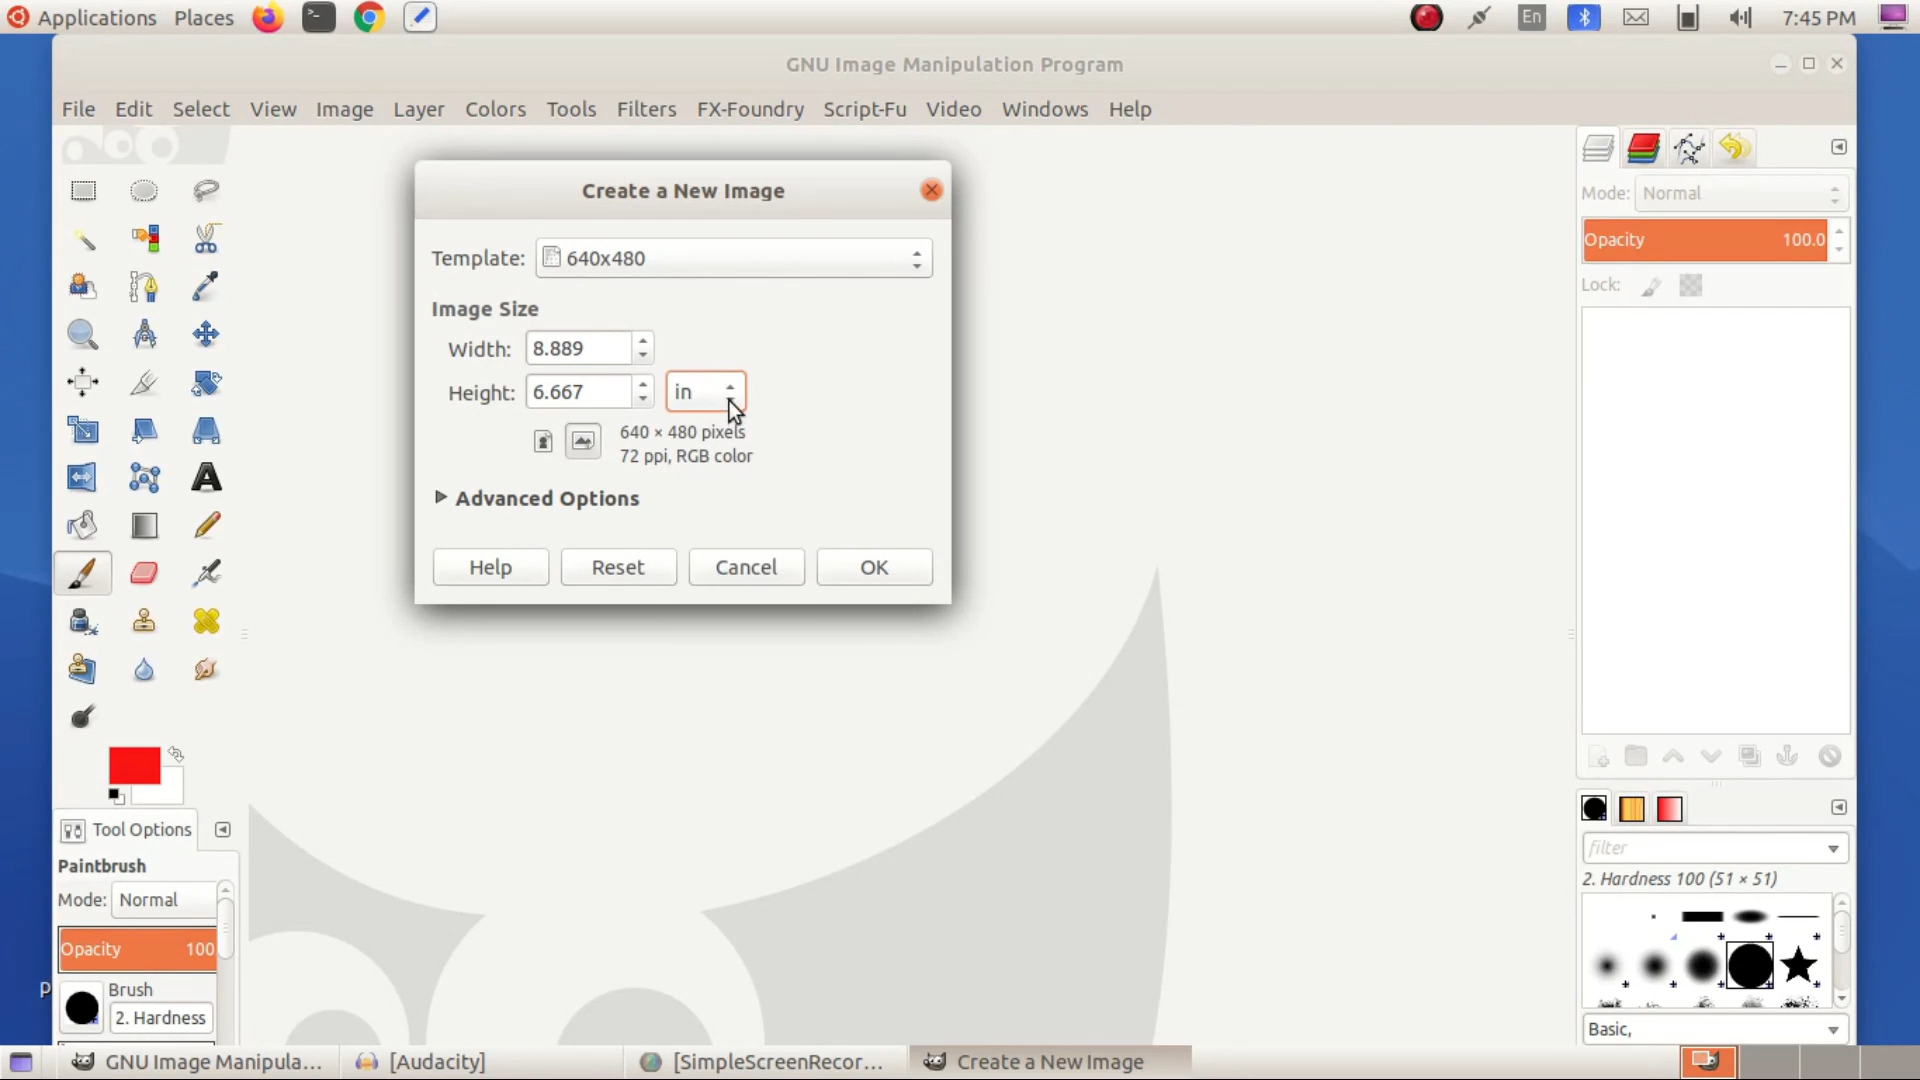 Applications Places En 7:45 PM
GNU Image Manipulation Program
File Edit Select View Image Layer Colors Tools Filters FX-Foundry Script-Fu Video Windows Help
Create a New Image
Template: 640x480
Image Size
Width: 8.889
Height: 6.667 in
640 × 480 pixels
72 ppi, RGB color
Advanced Options
Help Reset Cancel OK
Mode: Normal
Opacity 100.0
Lock:
Tool Options
Paintbrush
Mode: Normal
Opacity 100
Brush
2. Hardness
filter
2. Hardness 100 (51 × 51)
Basic,
GNU Image Manipula... [Audacity] [SimpleScreenRecor... Create a New Image